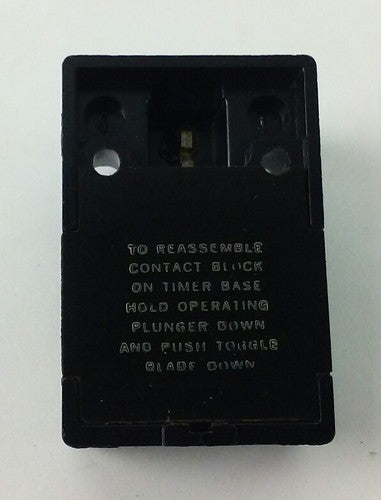 TO REASSEMBLE
CONTACT BLOCK
ON TIMER BASE
HOLD OPERATING
PLUNGER DOWN
AND PUSH TOGGLE
BLADE DOWN